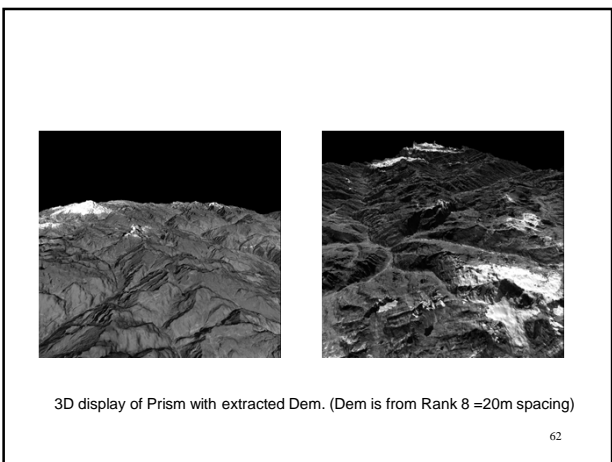 3D display of Prism with extracted Dem. (Dem is from Rank 8 =20m spacing)
62